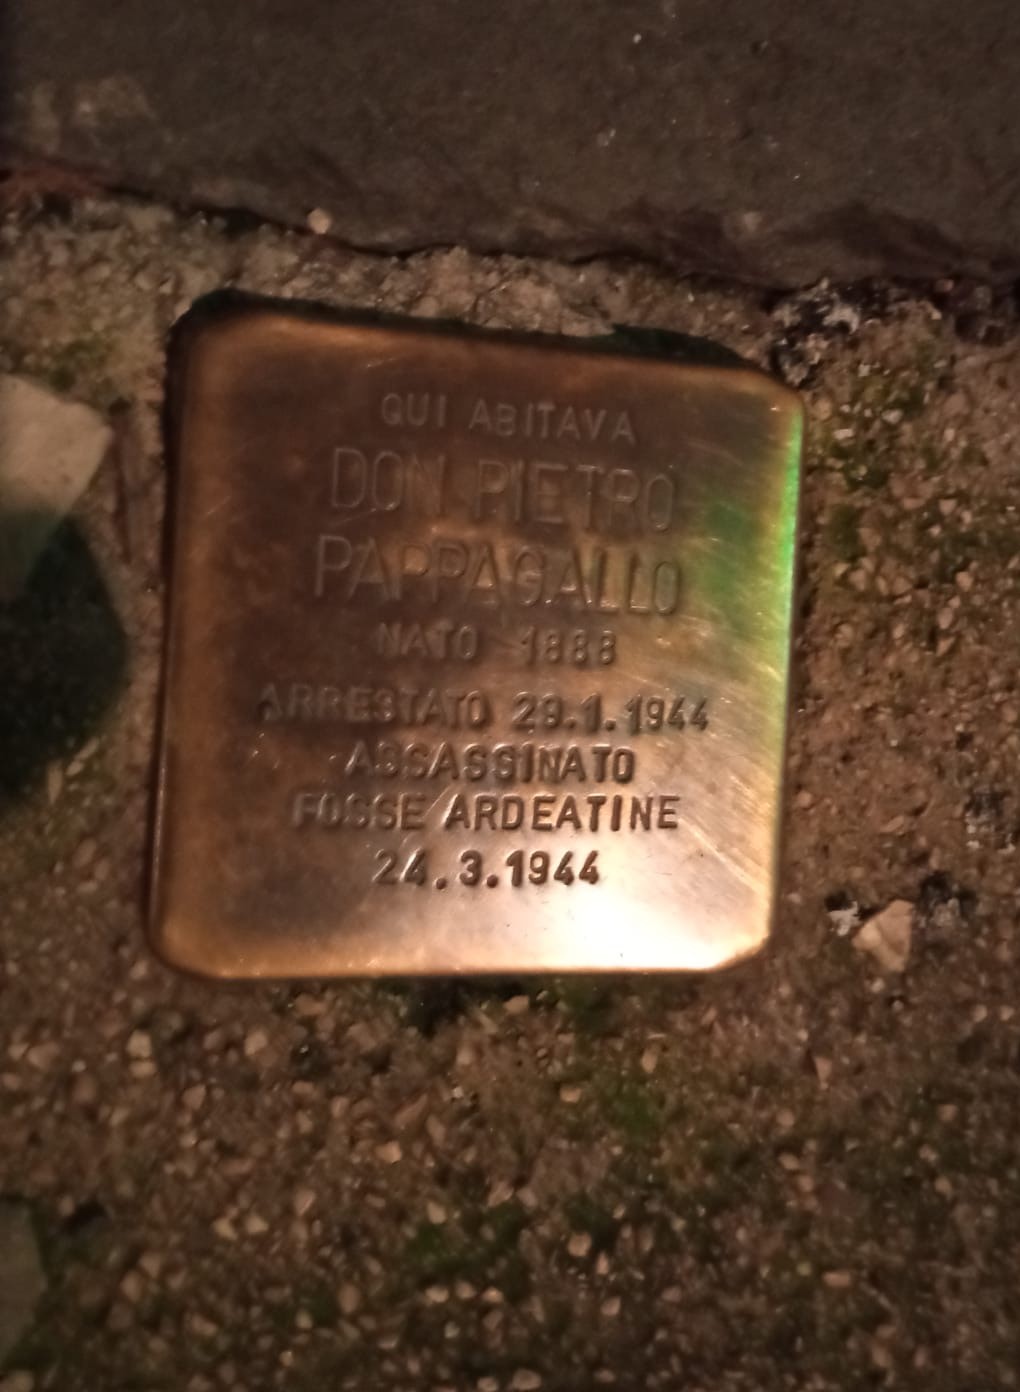 QUI ABITAVA
DON PIETRO
PAPPAGALLO
NATO 1888
ARRESTATO 29.1.1944
ASSASSINATO
FOSSE ARDEATINE
24.3.1944